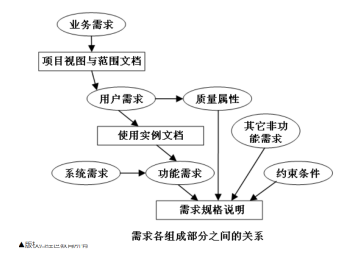 业务需求
项目视图与范围文档
用户需求
质量属性
其它非功
能需求
使用实例文档
系统需求
功能需求
约束条件
需求规格说明
需求各组成部分之间的关系